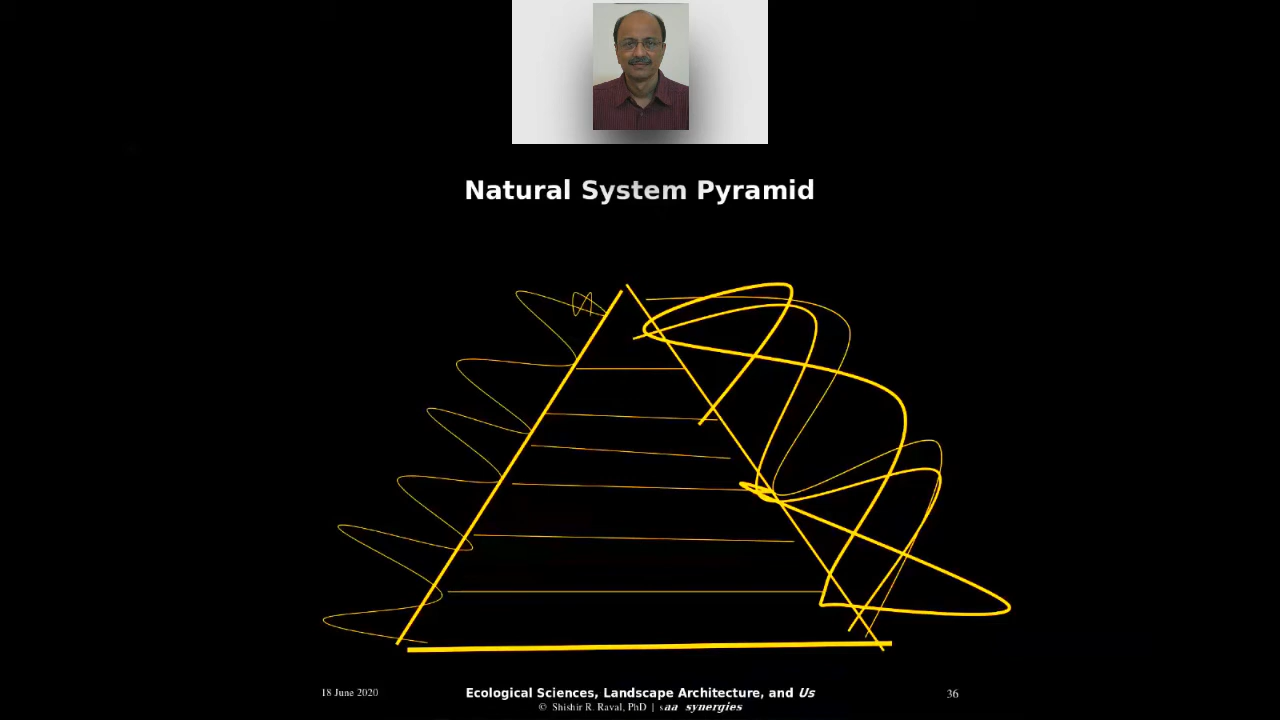 Natural System Pyramid
18 June 2020
Ecological Sciences, Landscape Architecture, and Us
36
© Shishir R. Raval, PhD | saa synergies